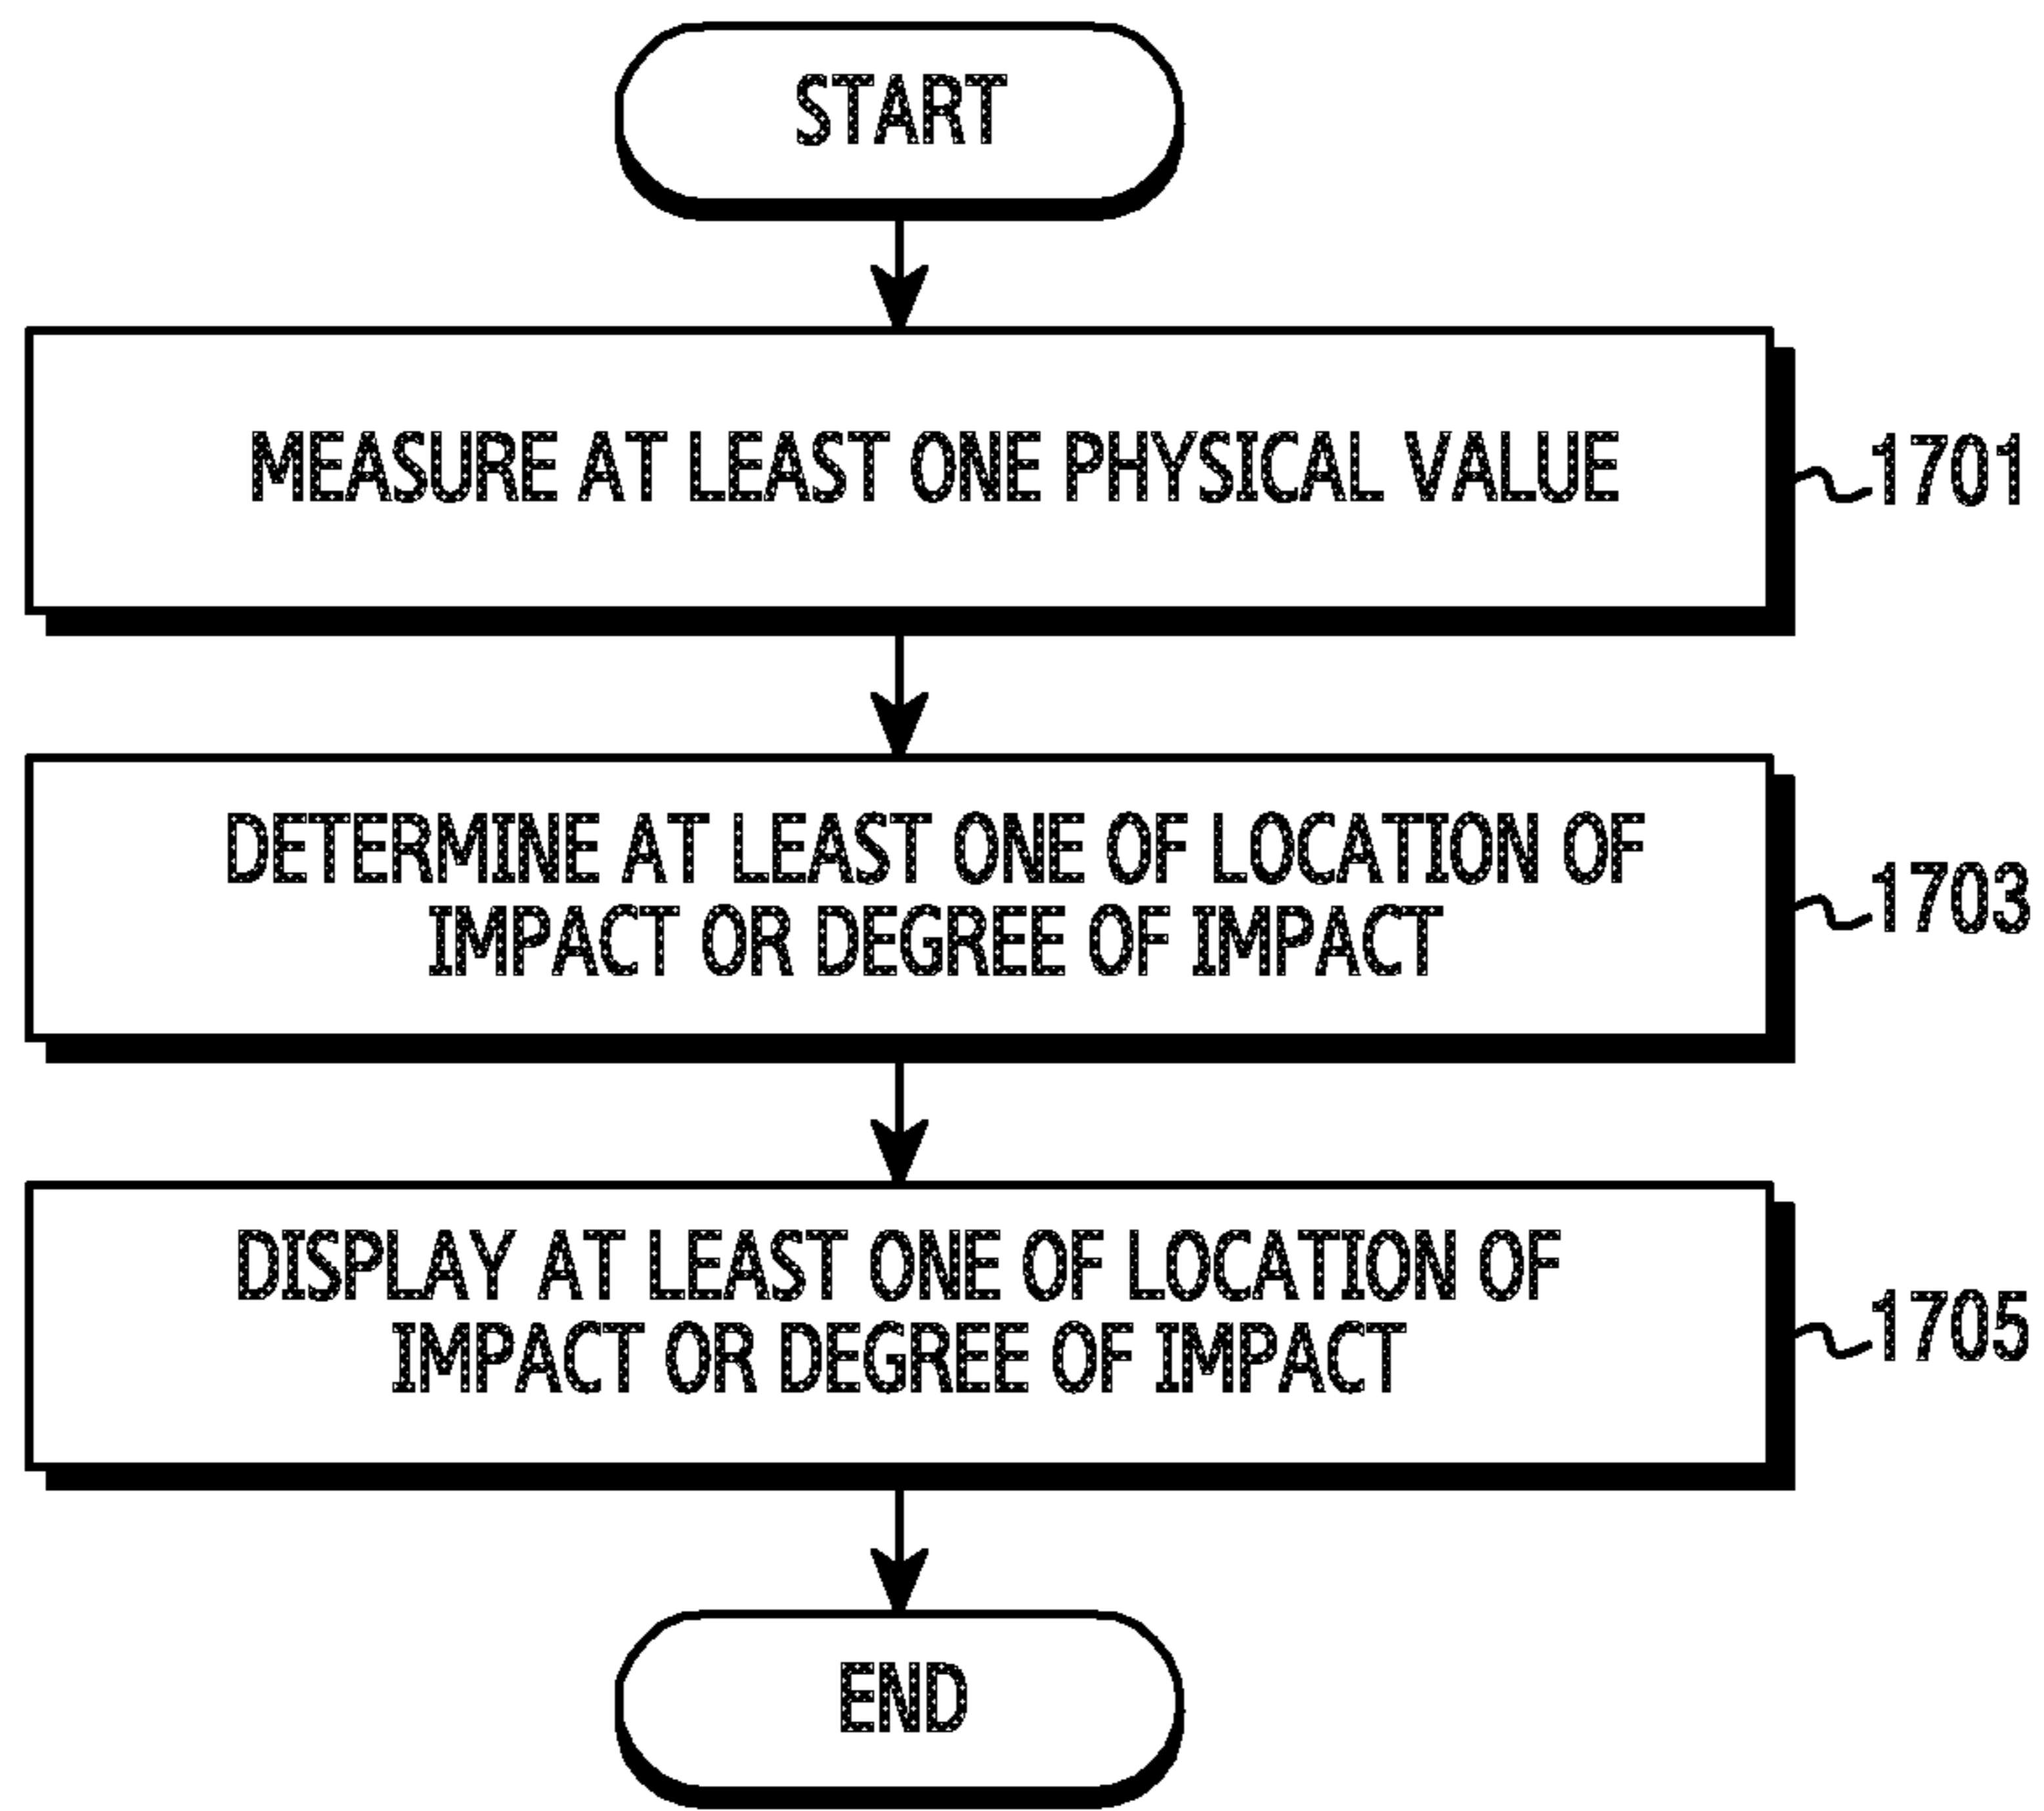 START
MEASURE AT LEAST ONE PHYSICAL VALUE
1701
DETERMINE AT LEAST ONE OF LOCATION OF
IMPACT OR DEGREE OF IMPACT
1703
DISPLAY AT LEAST ONE OF LOCATION OF
IMPACT OR DEGREE OF IMPACT
1705
END